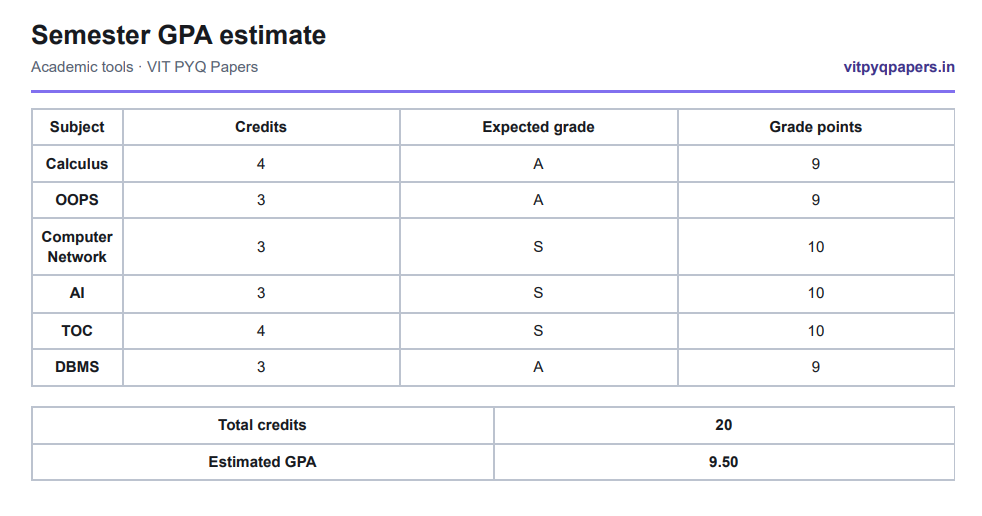 Semester GPA estimate
Academic tools · VIT PYQ Papers
vitpyqpapers.in
Subject Credits Expected grade Grade points
Calculus 4 A 9
OOPS 3 A 9
Computer
Network 3 S 10
AI 3 S 10
TOC 4 S 10
DBMS 3 A 9
Total credits 20
Estimated GPA 9.50